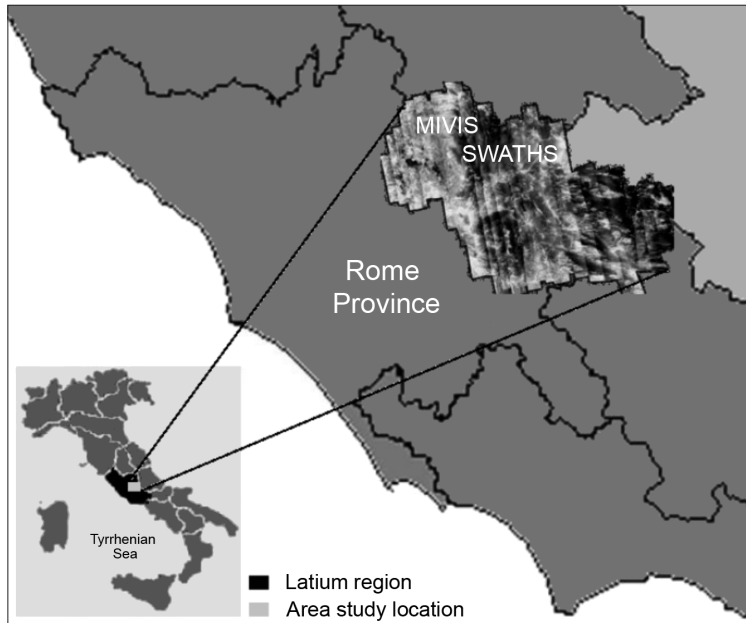 MIVIS
SWATHS
Rome
Province
Tyrrhenian
Sea
Latium region
Area study location